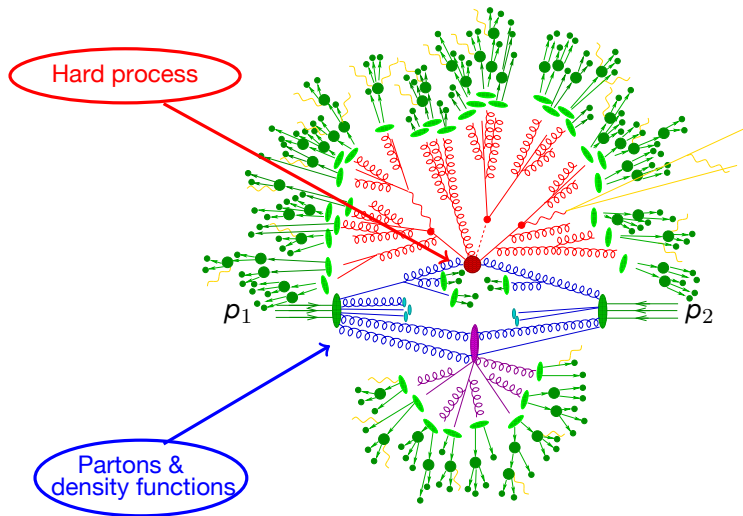 Hard process
p₁
p₂
Partons &
density functions